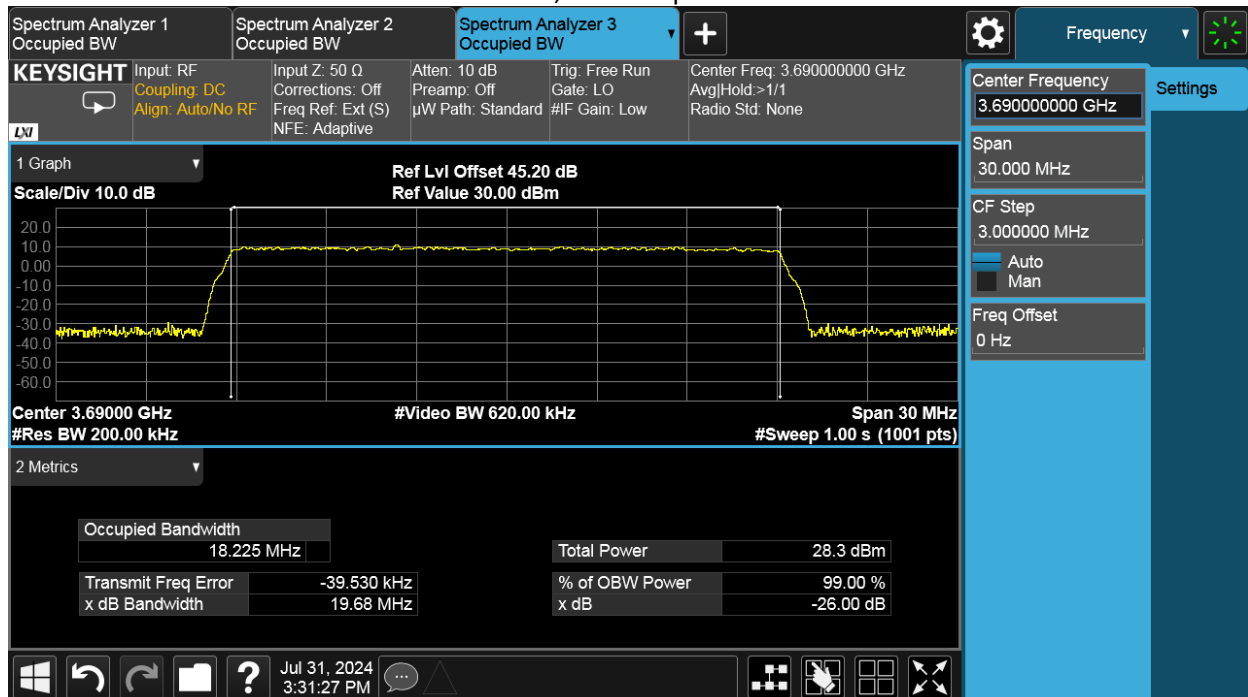 Spectrum Analyzer 1
Occupied BW
Spectrum Analyzer 2
Occupied BW
Spectrum Analyzer 3
Occupied BW
+
Frequency
KEYSIGHT
LXI
Input: RF
Coupling: DC
Align: Auto/No RF
Input Z: 50 Ω
Corrections: Off
Freq Ref: Ext (S)
NFE: Adaptive
Atten: 10 dB
Preamp: Off
µW Path: Standard
Trig: Free Run
Gate: LO
#IF Gain: Low
Center Freq: 3.690000000 GHz
Avg|Hold:>1/1
Radio Std: None
Center Frequency
3.690000000 GHz
Settings
Span
30.000 MHz
CF Step
3.000000 MHz
Auto
Man
Freq Offset
0 Hz
1 Graph
Scale/Div 10.0 dB
Ref Lvl Offset 45.20 dB
Ref Value 30.00 dBm
20.0
10.0
0.00
-10.0
-20.0
-30.0
-40.0
-50.0
-60.0
Center 3.69000 GHz
#Video BW 620.00 kHz
Span 30 MHz
#Res BW 200.00 kHz
#Sweep 1.00 s (1001 pts)
2 Metrics
Occupied Bandwidth
18.225 MHz
Total Power 28.3 dBm
Transmit Freq Error -39.530 kHz
% of OBW Power 99.00 %
x dB Bandwidth 19.68 MHz
x dB -26.00 dB
?
Jul 31, 2024
3:31:27 PM